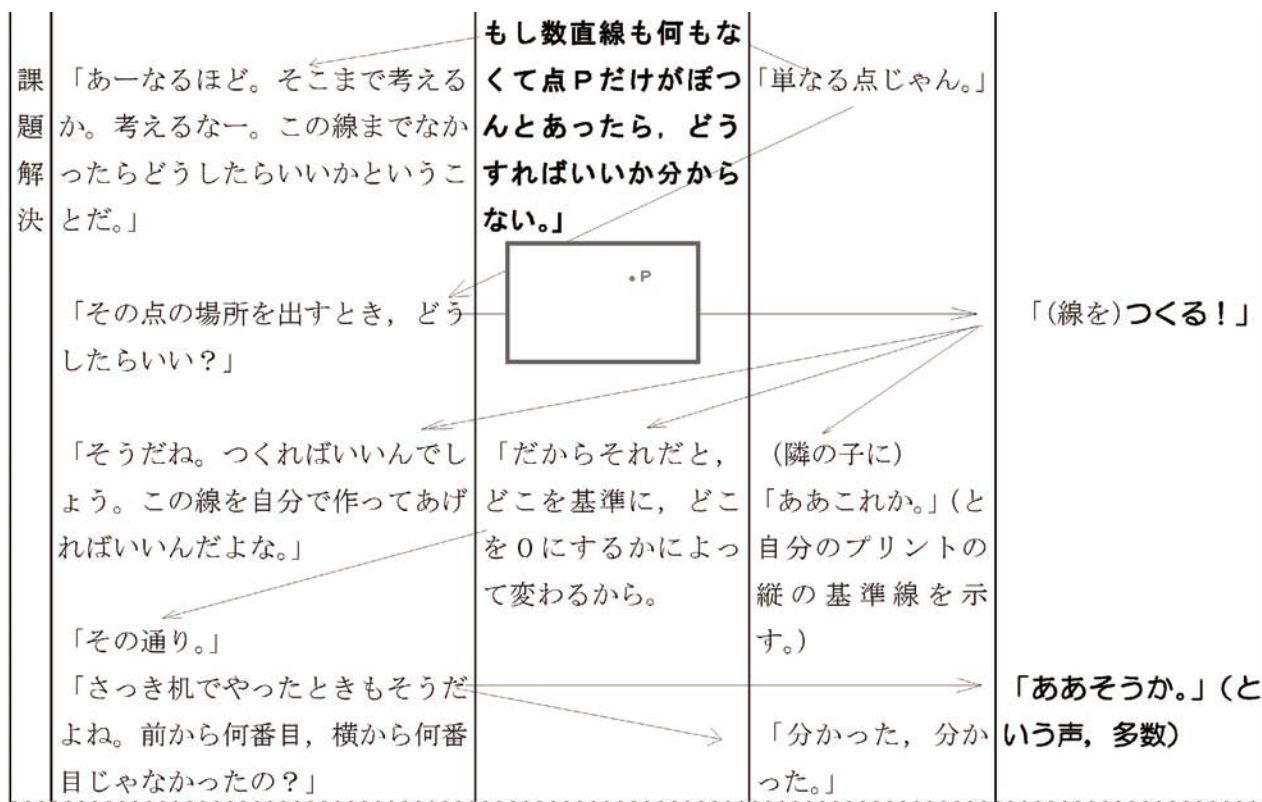 課
題
解
決
「あーなるほど。そこまで考える
か。考えるなー。この線までなか
ったらどうしたらいいかというこ
とだ。」
「その点の場所を出すとき，どう
したらいい？」
「そうだね。つくればいいんでし
ょう。この線を自分で作ってあげ
ればいいんだよな。」
「その通り。」
「さっき机でやったときもそうだ
よね。前から何番目，横から何番
目じゃなかったの？」
もし数直線も何もな
くて点Ｐだけがぽつ
んとあったら，どう
すればいいか分から
ない。」
P
「だからそれだと，
どこを基準に，どこ
を０にするかによっ
て変わるから。
「単なる点じゃん。」
（隣の子に）
「ああこれか。」（と
自分のプリントの
縦の基準線を示
す。）
「分かった，分か
った。」
「（線を）つくる！」
「ああそうか。」（と
いう声，多数）